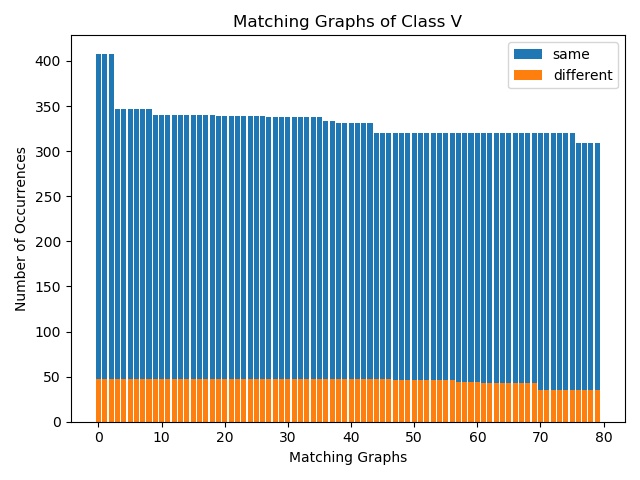 Matching Graphs of Class V
same
different
Number of Occurrences
400
350
300
250
200
150
100
50
0
0 10 20 30 40 50 60 70 80
Matching Graphs